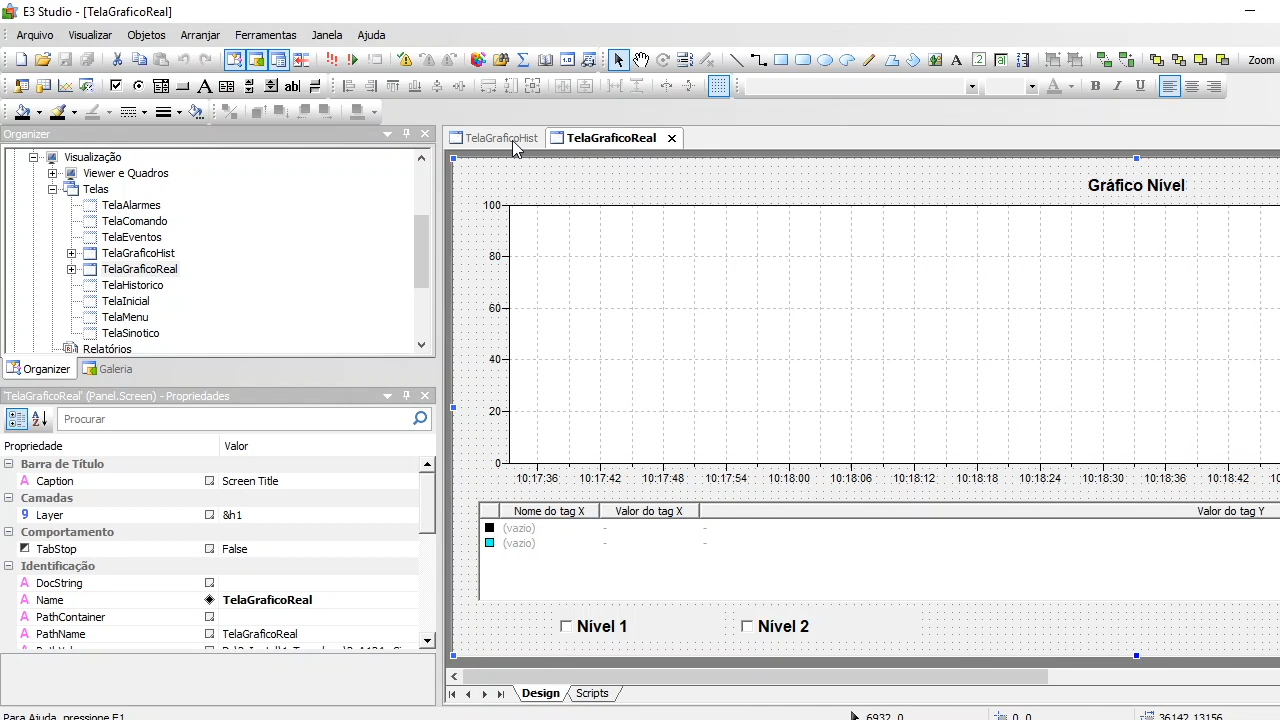 E3 Studio - [TelaGraficoReal]
Arquivo Visualizar Objetos Arranjar Ferramentas Janela Ajuda
Zoom
Organizer
TelaGraficoHist TelaGraficoReal
Visualização
Viewer e Quadros
Telas
TelaAlarmes
TelaComando
TelaEventos
TelaGraficoHist
TelaGraficoReal
TelaHistorico
TelaInicial
TelaMenu
TelaSinotico
Relatórios
Organizer Galeria
'TelaGraficoReal' (Panel.Screen) - Propriedades
Procurar
Propriedade Valor
Barra de Título
Caption Screen Title
Camadas
Layer &h1
Comportamento
TabStop False
Identificação
DocString
Name TelaGraficoReal
PathContainer
PathName TelaGraficoReal
Gráfico Nível
100
80
60
40
20
0
10:17:36 10:17:42 10:17:48 10:17:54 10:18:00 10:18:06 10:18:12 10:18:18 10:18:24 10:18:30 10:18:36 10:18:42
Nome do tag X Valor do tag X Valor do tag Y
(vazio) - -
(vazio) - -
Nível 1 Nível 2
Design Scripts
Para Ajuda, pressione F1
6932, 0 0, 0 36142, 13156